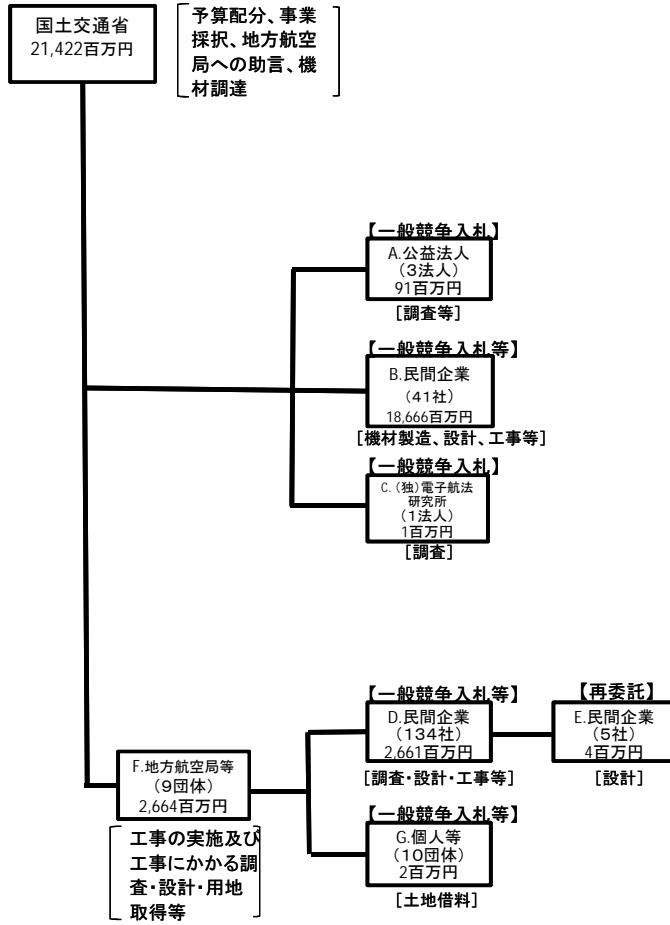 国土交通省
21,422百万円
予算配分、事業
採択、地方航空
局への助言、機
材調達
【一般競争入札】
A.公益法人
(3法人)
91百万円
[調査等]
【一般競争入札等】
B.民間企業
(41社)
18,666百万円
[機材製造、設計、工事等]
【一般競争入札】
C.(独)電子航法
研究所
(1法人)
1百万円
[調査]
【一般競争入札等】
D.民間企業
(134社)
2,661百万円
[調査・設計・工事等]
【再委託】
E.民間企業
(5社)
4百万円
[設計]
F.地方航空局等
(9団体)
2,664百万円
工事の実施及び
工事にかかる調
査・設計・用地
取得等
【一般競争入札等】
G.個人等
(10団体)
2百万円
[土地借料]